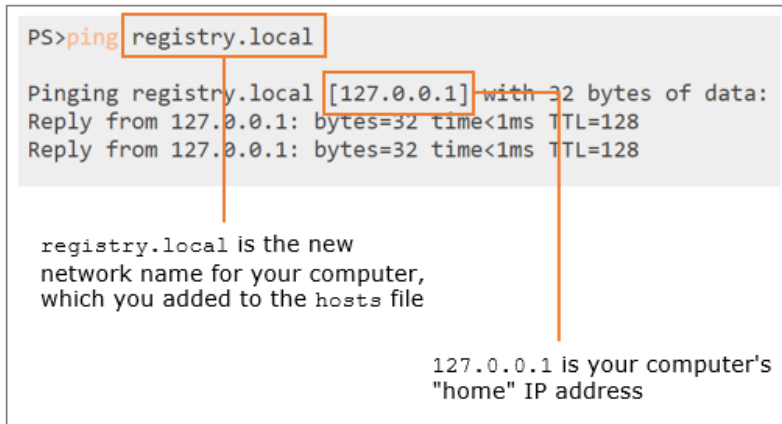 PS>ping registry.local
Pinging registry.local [127.0.0.1] with 32 bytes of data:
Reply from 127.0.0.1: bytes=32 time<1ms TTL=128
Reply from 127.0.0.1: bytes=32 time<1ms TTL=128
registry.local is the new
network name for your computer,
which you added to the hosts file
127.0.0.1 is your computer's
"home" IP address